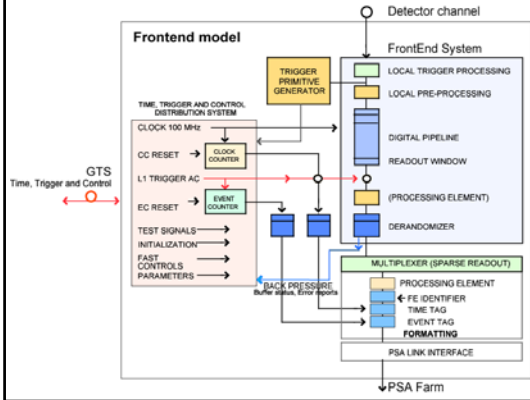 Detector channel
Frontend model
FrontEnd System
TRIGGER
PRIMITIVE
GENERATOR
LOCAL TRIGGER PROCESSING
LOCAL PRE-PROCESSING
TIME, TRIGGER AND CONTROL
DISTRIBUTION SYSTEM
CLOCK 100 MHz
DIGITAL PIPELINE
CC RESET
CLOCK
COUNTER
READOUT WINDOW
GTS
Time, Trigger and Control
L1 TRIGGER AC
EC RESET
EVENT
COUNTER
(PROCESSING ELEMENT)
DERANDOMIZER
TEST SIGNALS
INITIALIZATION
FAST
CONTROLS
PARAMETERS
BACK PRESSURE
Buffer status, Error reports
MULTIPLEXER (SPARSE READOUT)
PROCESSING ELEMENT
FE IDENTIFIER
TIME TAG
EVENT TAG
FORMATTING
PSA LINK INTERFACE
PSA Farm